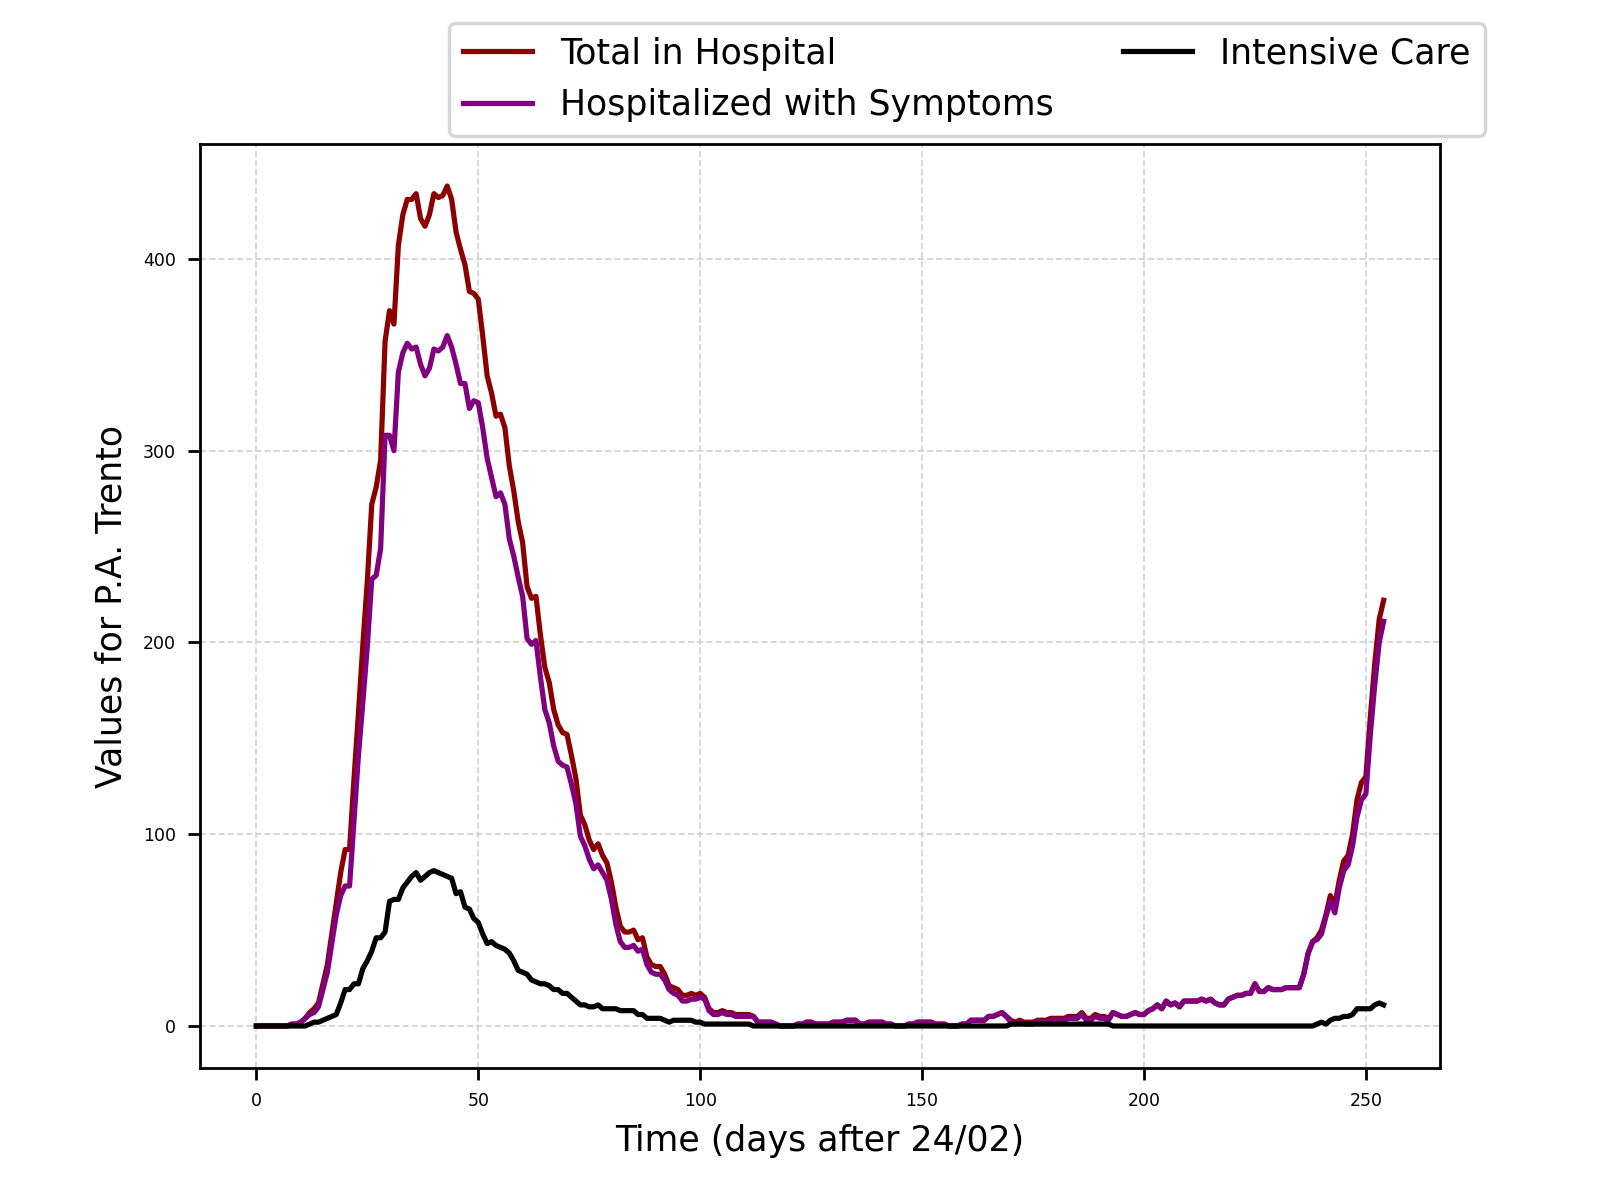 Total in Hospital
Hospitalized with Symptoms
Intensive Care
Values for P.A. Trento
400
300
200
100
0
0 50 100 150 200 250
Time (days after 24/02)